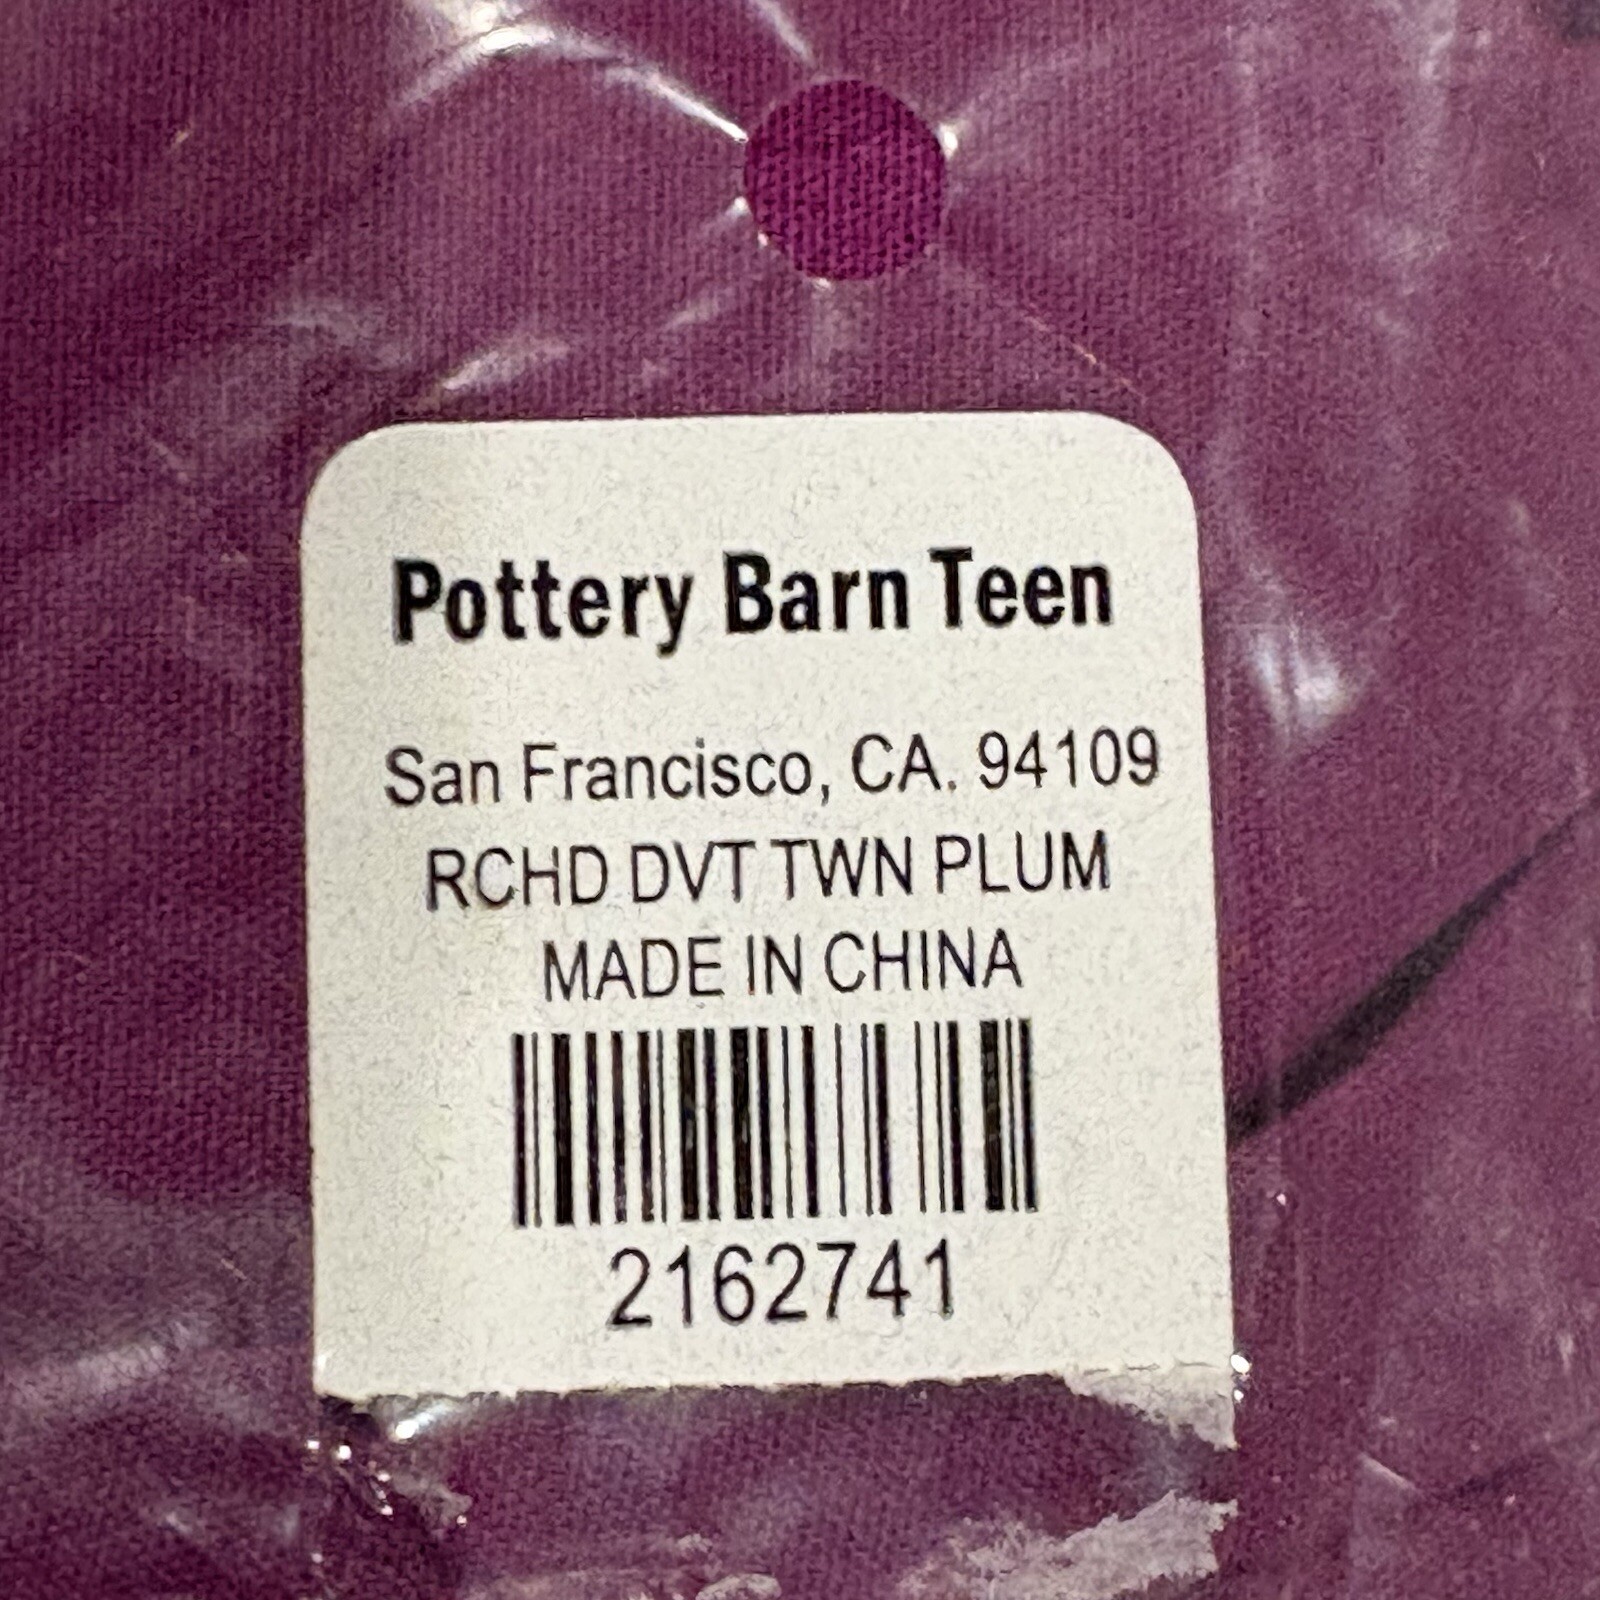 Pottery Barn Teen
San Francisco, CA. 94109
RCHD DVT TWN PLUM
MADE IN CHINA
2162741